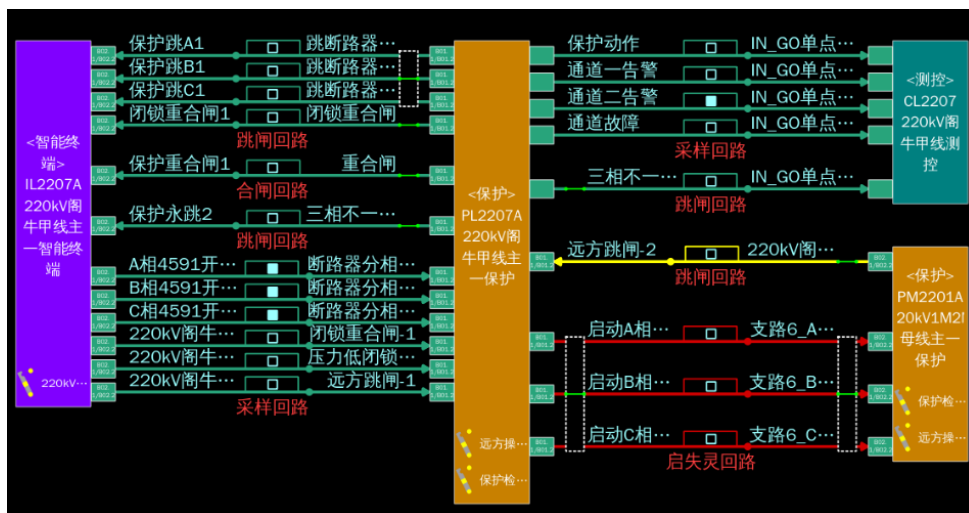 <智能终
端>
IL2207A
220kV阁
牛甲线主
一智能终
端
220kV…
保护跳A1
跳断路器…
保护跳B1
跳断路器…
保护跳C1
跳断路器…
闭锁重合闸1
闭锁重合闸
跳闸回路
保护重合闸1
重合闸
合闸回路
保护永跳2
三相不一…
跳闸回路
A相4591开…
断路器分相…
B相4591开…
断路器分相…
C相4591开…
断路器分相…
220kV阁牛…
闭锁重合闸-1
220kV阁牛…
压力低闭锁…
220kV阁牛…
远方跳闸-1
采样回路
<保护>
PL2207A
220kV阁
牛甲线主
一保护
远方操…
保护检…
保护动作
IN_GO单点…
通道一告警
IN_GO单点…
通道二告警
IN_GO单点…
通道故障
IN_GO单点…
采样回路
三相不一…
IN_GO单点…
跳闸回路
远方跳闸-2
220kV阁…
跳闸回路
启动A相…
支路6_A…
启动B相…
支路6_B…
启动C相…
支路6_C…
启失灵回路
<测控>
CL2207
220kV阁
牛甲线测
控
<保护>
PM2201A
20kV1M2M
母线主一
保护
保护检…
远方操…